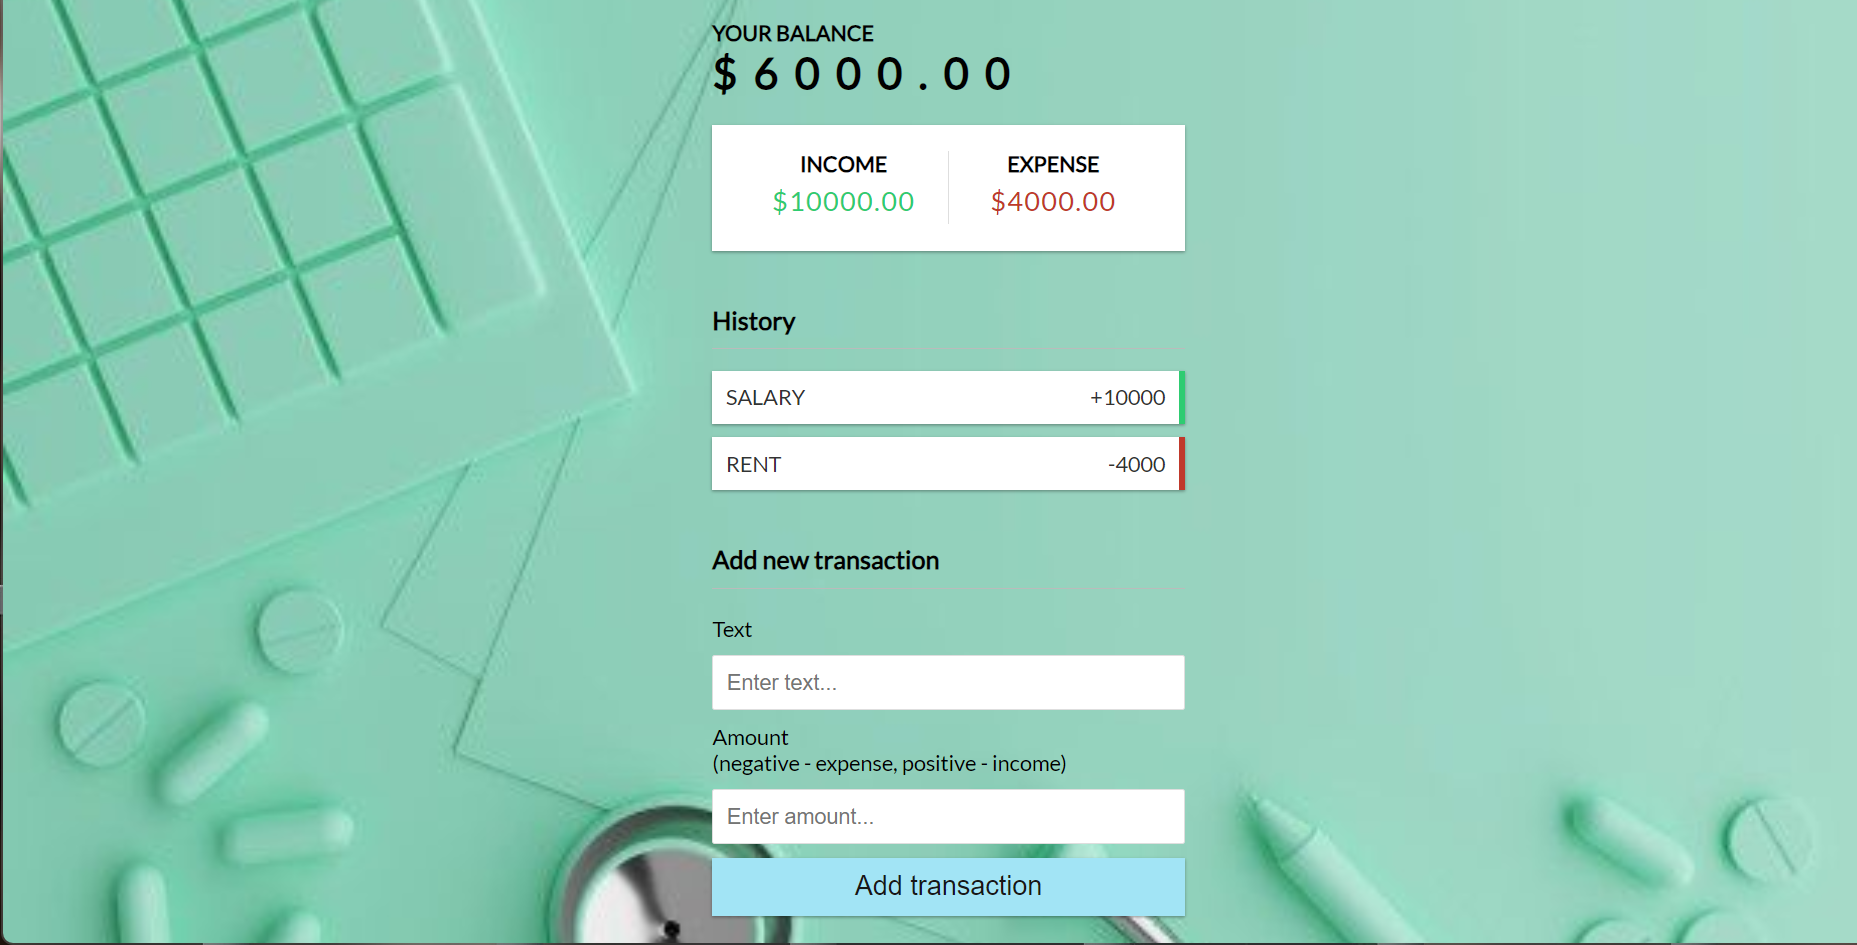 YOUR BALANCE
$6000.00
INCOME EXPENSE
$10000.00 $4000.00
History
SALARY +10000
RENT -4000
Add new transaction
Text
Enter text...
Amount
(negative - expense, positive - income)
Enter amount...
Add transaction